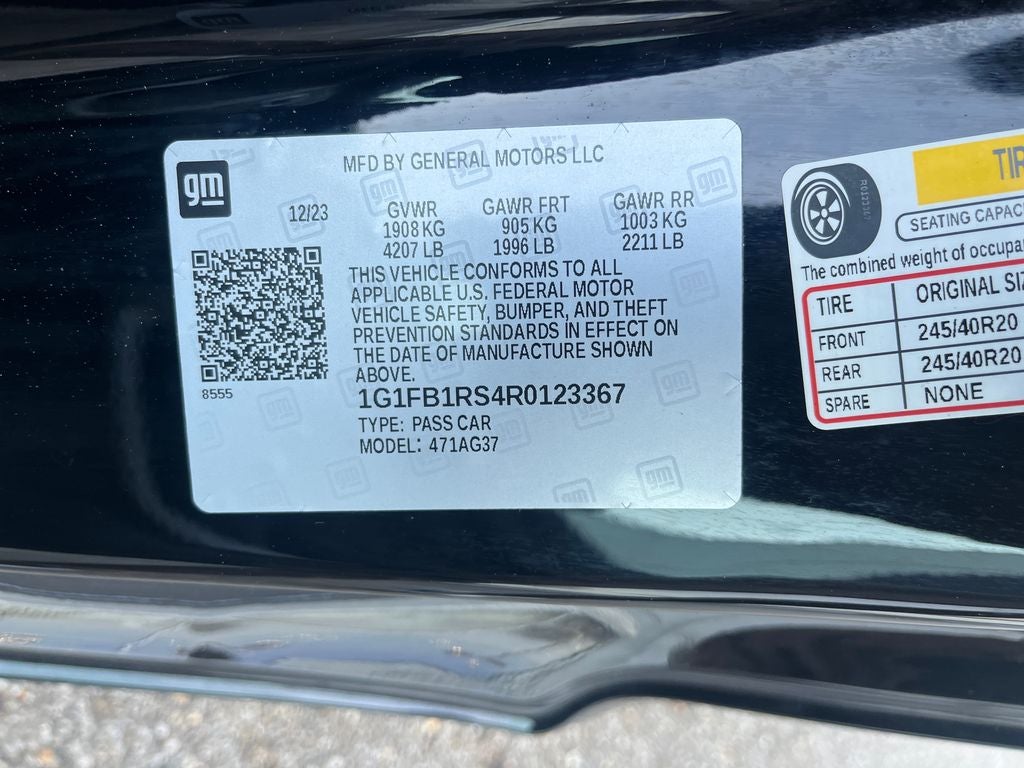 gm
MFD BY GENERAL MOTORS LLC
12/23
GVWR
1908 KG
4207 LB
GAWR FRT
905 KG
1996 LB
GAWR RR
1003 KG
2211 LB
THIS VEHICLE CONFORMS TO ALL
APPLICABLE U.S. FEDERAL MOTOR
VEHICLE SAFETY, BUMPER, AND THEFT
PREVENTION STANDARDS IN EFFECT ON
THE DATE OF MANUFACTURE SHOWN
ABOVE.
8555
1G1FB1RS4R0123367
TYPE: PASS CAR
MODEL: 471AG37
R0123367
SEATING CAPAC
The combined weight of occupa
TIRE ORIGINAL SIZ
FRONT 245/40R20
REAR 245/40R20
SPARE NONE